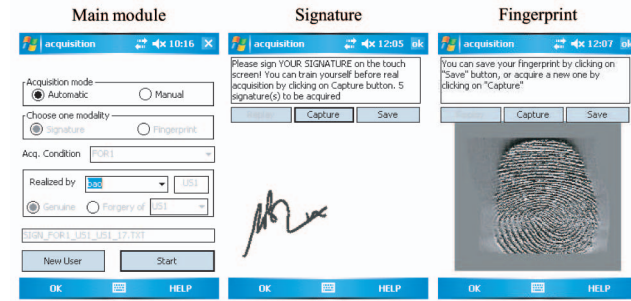 Main module
acquisition 10:16
Acquisition mode
Automatic Manual
Choose one modality
Signature Fingerprint
Acq. Condition FOR1
Realized by bao US1
Genuine Forgery of US1
SIGN_FOR1_US1_US1_17.TXT
New User Start
OK HELP
Signature
acquisition 12:05 ok
Please sign YOUR SIGNATURE on the touch
screen! You can train yourself before real
acquisition by clicking on Capture button. 5
signature(s) to be acquired
Capture Save
OK HELP
Fingerprint
acquisition 12:07 ok
You can save your fingerprint by clicking on
"Save" button, or acquire a new one by
clicking on "Capture"
Capture Save
OK HELP